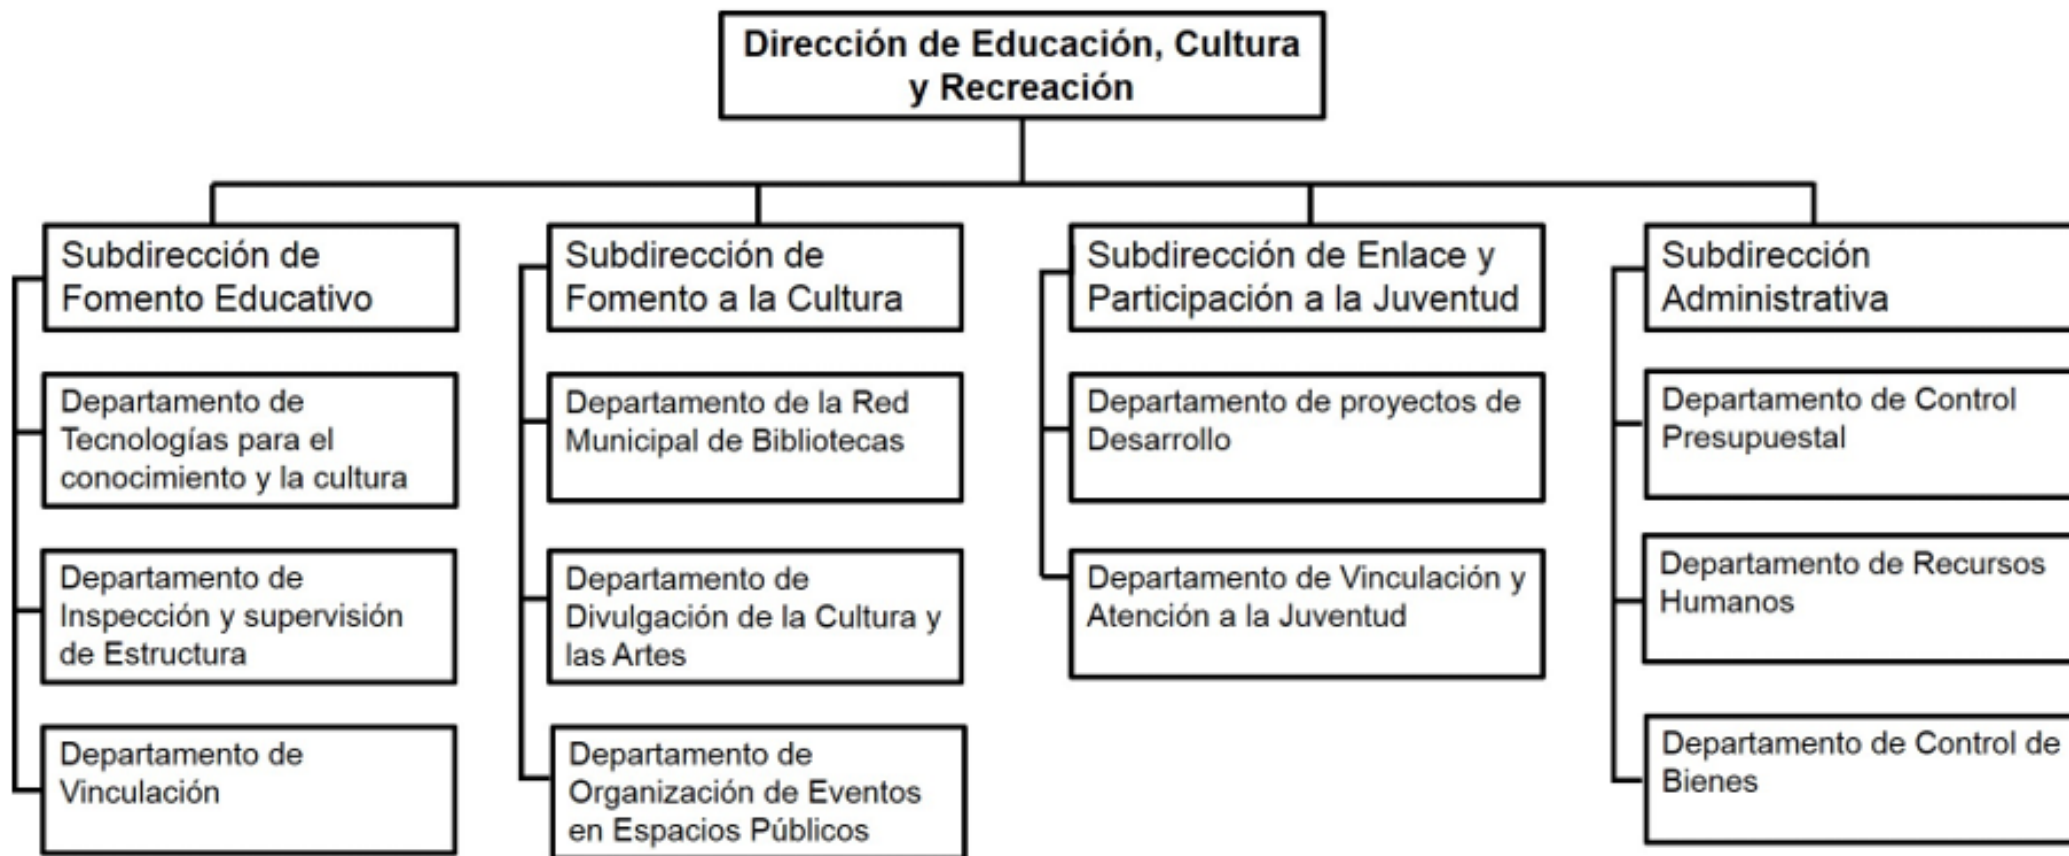 Dirección de Educación, Cultura
y Recreación
Subdirección de
Fomento Educativo
Departamento de
Tecnologías para el
conocimiento y la cultura
Departamento de
Inspección y supervisión
de Estructura
Departamento de
Vinculación
Subdirección de
Fomento a la Cultura
Departamento de la Red
Municipal de Bibliotecas
Departamento de
Divulgación de la Cultura y
las Artes
Departamento de
Organización de Eventos
en Espacios Públicos
Subdirección de Enlace y
Participación a la Juventud
Departamento de proyectos de
Desarrollo
Departamento de Vinculación y
Atención a la Juventud
Subdirección
Administrativa
Departamento de Control
Presupuestal
Departamento de Recursos
Humanos
Departamento de Control de
Bienes